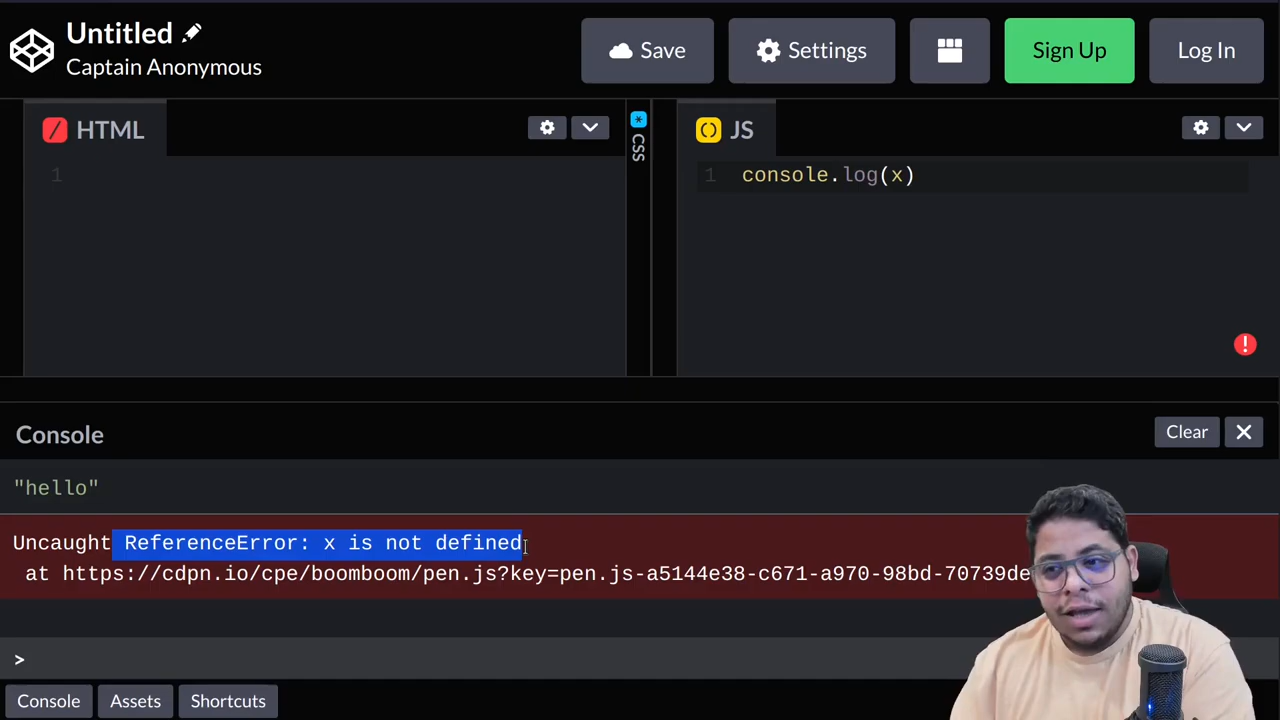 Untitled
Captain Anonymous
Save
Settings
Sign Up
Log In
/ HTML
* CSS
() JS
1
1 console.log(x)
!
Console
Clear
"hello"
Uncaught ReferenceError: x is not defined
at https://cdpn.io/cpe/boomboom/pen.js?key=pen.js-a5144e38-c671-a970-98bd-70739de
>
Console Assets Shortcuts